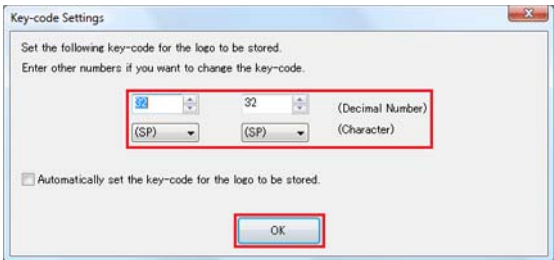 Key-code Settings
Set the following key-code for the logo to be stored.
Enter other numbers if you want to change the key-code.
32 32 (Decimal Number)
(SP) (SP) (Character)
Automatically set the key-code for the logo to be stored.
OK